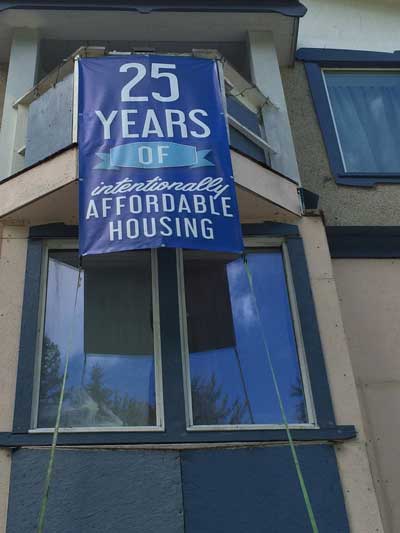 25
YEARS
OF
intentionally
AFFORDABLE
HOUSING